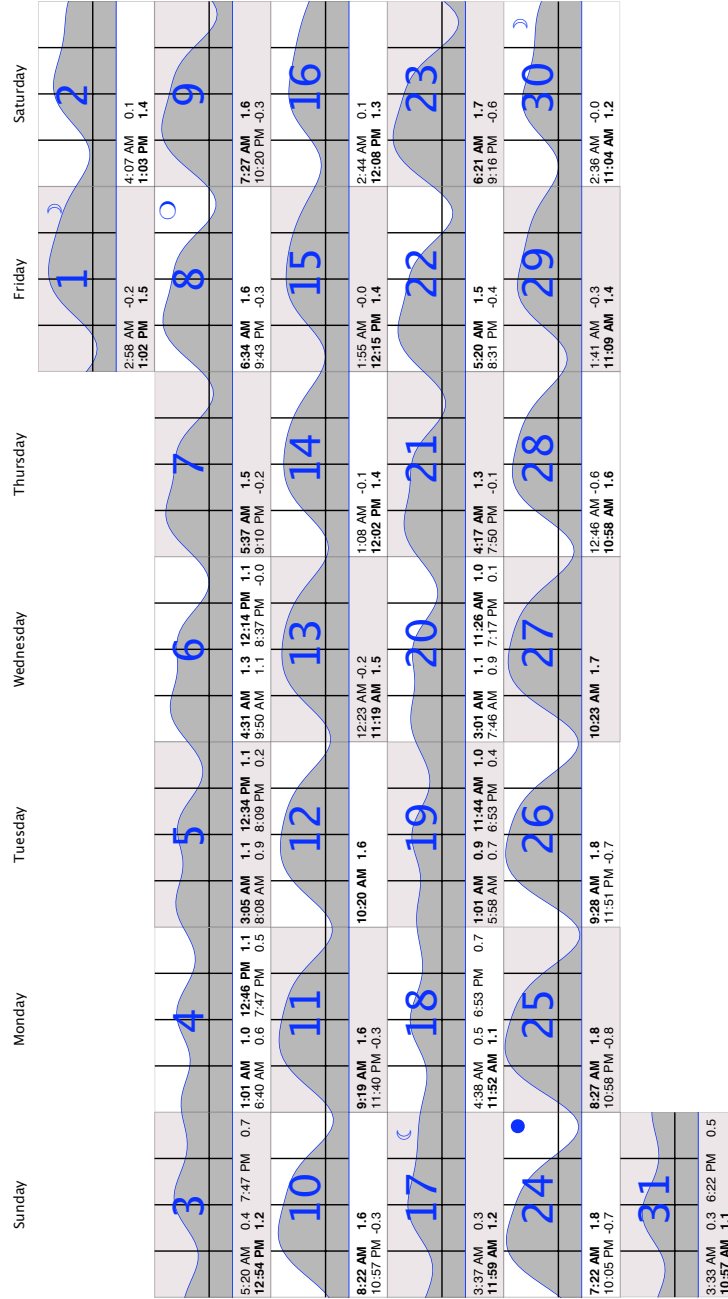 Sunday
Monday
Tuesday
Wednesday
Thursday
Friday
Saturday
1
2:58 AM -0.2
1:02 PM 1.5
2
4:07 AM 0.1
1:03 PM 1.4
3
5:20 AM 0.4 7:47 PM 0.7
12:54 PM 1.2
4
1:01 AM 1.0 12:46 PM 1.1
6:40 AM 0.6 7:47 PM 0.5
5
3:05 AM 1.1 12:34 PM 1.1
8:08 AM 0.9 8:09 PM 0.2
6
4:31 AM 1.3 12:14 PM 1.1
9:50 AM 1.1 8:37 PM -0.0
7
5:37 AM 1.5
9:10 PM -0.2
8
6:34 AM 1.6
9:43 PM -0.3
9
7:27 AM 1.6
10:20 PM -0.3
10
8:22 AM 1.6
10:57 PM -0.3
11
9:19 AM 1.6
11:40 PM -0.3
12
10:20 AM 1.6
13
12:23 AM -0.2
11:19 AM 1.5
14
1:08 AM -0.1
12:02 PM 1.4
15
1:55 AM -0.0
12:15 PM 1.4
16
2:44 AM 0.1
12:08 PM 1.3
17
3:37 AM 0.3
11:59 AM 1.2
18
4:38 AM 0.5 6:53 PM 0.7
11:52 AM 1.1
19
1:01 AM 0.9 11:44 AM 1.0
5:58 AM 0.7 6:53 PM 0.4
20
3:01 AM 1.1 11:26 AM 1.0
7:46 AM 0.9 7:17 PM 0.1
21
4:17 AM 1.3
7:50 PM -0.1
22
5:20 AM 1.5
8:31 PM -0.4
23
6:21 AM 1.7
9:16 PM -0.6
24
7:22 AM 1.8
10:05 PM -0.7
25
8:27 AM 1.8
10:58 PM -0.8
26
9:28 AM 1.8
11:51 PM -0.7
27
10:23 AM 1.7
28
12:46 AM -0.6
10:58 AM 1.6
29
1:41 AM -0.3
11:09 AM 1.4
30
2:36 AM -0.0
11:04 AM 1.2
31
3:33 AM 0.3 6:22 PM 0.5
10:57 AM 1.1